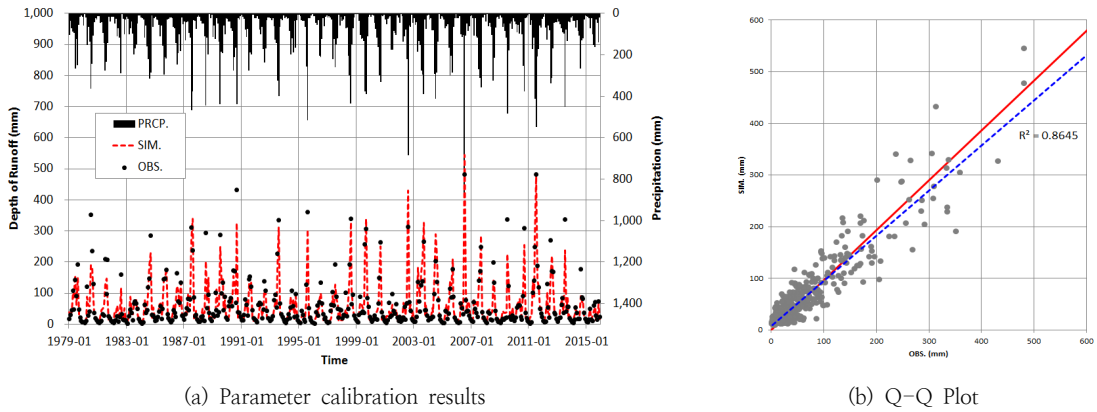 1,000
900
800
700
600
500
400
300
200
100
0
Depth of Runoff (mm)
PRCP.
SIM.
OBS.
1979-01 1983-01 1987-01 1991-01 1995-01 1999-01 2003-01 2007-01 2011-01 2015-01
Time
0
200
400
600
800
1,000
1,200
1,400
Precipitation (mm)
(a) Parameter calibration results
600
500
400
300
200
100
0
SIM. (mm)
R² = 0.8645
0 100 200 300 400 500 600
OBS. (mm)
(b) Q-Q Plot